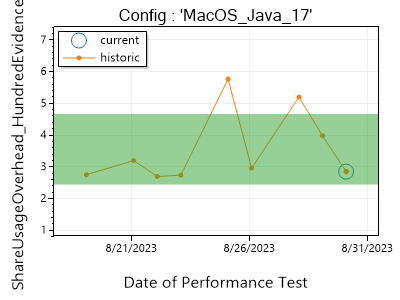 Config : 'MacOS_Java_17'
current
historic
ShareUsageOverhead_HundredEvidence
7
6
5
4
3
2
1
8/21/2023
8/26/2023
8/31/2023
Date of Performance Test